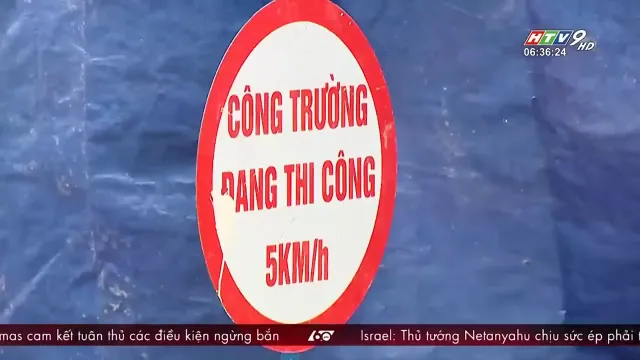 HTV9 HD
06:36:24
CÔNG TRƯỜNG
ĐANG THI CÔNG
5KM/h
mas cam kết tuân thủ các điều kiện ngừng bắn
60
Israel: Thủ tướng Netanyahu chịu sức ép phải t